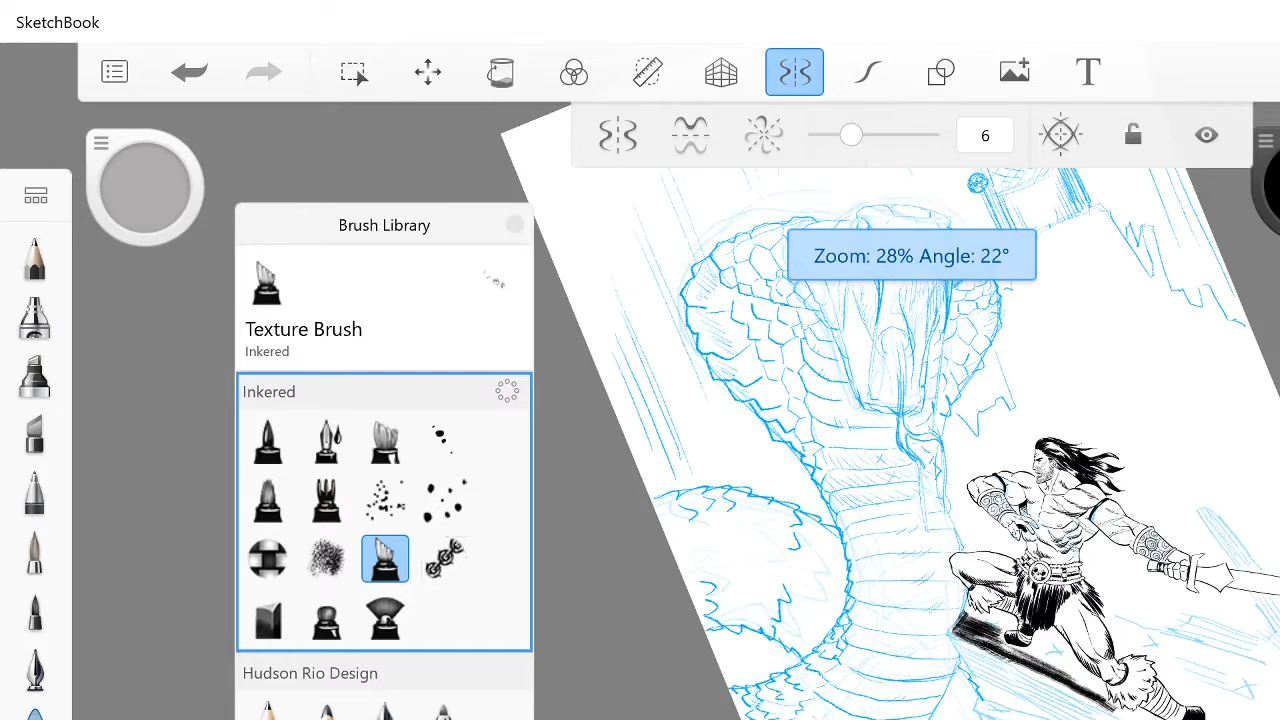 SketchBook
T
6
Brush Library
Zoom: 28% Angle: 22°
Texture Brush
Inkered
Inkered
Hudson Rio Design